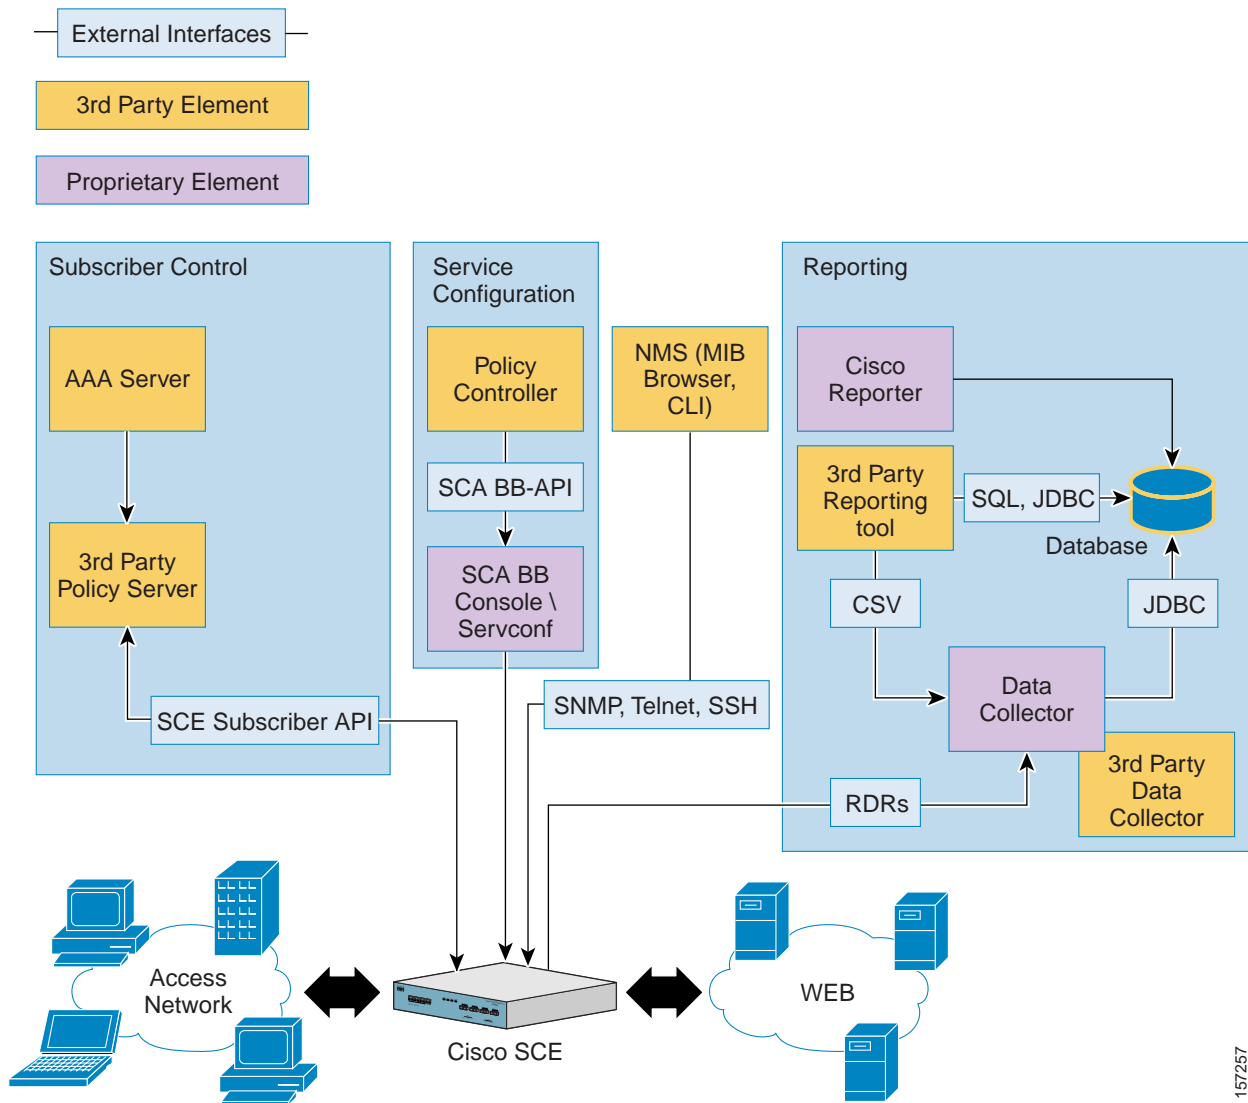 External Interfaces
3rd Party Element
Proprietary Element
Subscriber Control
AAA Server
3rd Party
Policy Server
SCE Subscriber API
Service
Configuration
Policy
Controller
SCA BB-API
SCA BB
Console \
Servconf
NMS (MIB
Browser,
CLI)
SNMP, Telnet, SSH
Reporting
Cisco
Reporter
3rd Party
Reporting
tool
SQL, JDBC
Database
CSV
JDBC
Data
Collector
3rd Party
Data
Collector
RDRs
Access
Network
Cisco SCE
WEB
157257